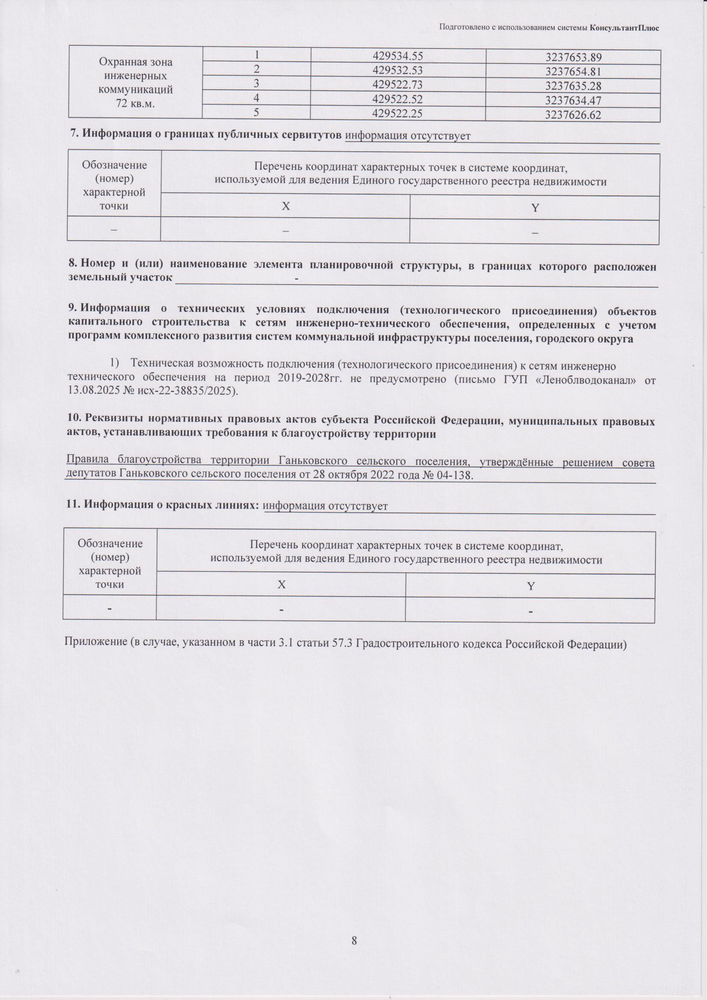 Подготовлено с использованием системы КонсультантПлюс
Охранная зона
инженерных
коммуникаций
72 кв.м.
1 429534.55 3237653.89
2 429532.53 3237654.81
3 429522.73 3237635.28
4 429522.52 3237634.47
5 429522.25 3237626.62
7. Информация о границах публичных сервитутов информация отсутствует
Обозначение
(номер)
характерной
точки
Перечень координат характерных точек в системе координат,
используемой для ведения Единого государственного реестра недвижимости
X Y
– – –
8. Номер и (или) наименование элемента планировочной структуры, в границах которого расположен
земельный участок -
9. Информация о технических условиях подключения (технологического присоединения) объектов
капитального строительства к сетям инженерно-технического обеспечения, определенных с учетом
программ комплексного развития систем коммунальной инфраструктуры поселения, городского округа
1) Техническая возможность подключения (технологического присоединения) к сетям инженерно
технического обеспечения на период 2019-2028гг. не предусмотрено (письмо ГУП «Леноблводоканал» от
13.08.2025 № исх-22-38835/2025).
10. Реквизиты нормативных правовых актов субъекта Российской Федерации, муниципальных правовых
актов, устанавливающих требования к благоустройству территории
Правила благоустройства территории Ганьковского сельского поселения, утверждённые решением совета
депутатов Ганьковского сельского поселения от 28 октября 2022 года № 04-138.
11. Информация о красных линиях: информация отсутствует
Обозначение
(номер)
характерной
точки
Перечень координат характерных точек в системе координат,
используемой для ведения Единого государственного реестра недвижимости
X Y
- - -
Приложение (в случае, указанном в части 3.1 статьи 57.3 Градостроительного кодекса Российской Федерации)
8